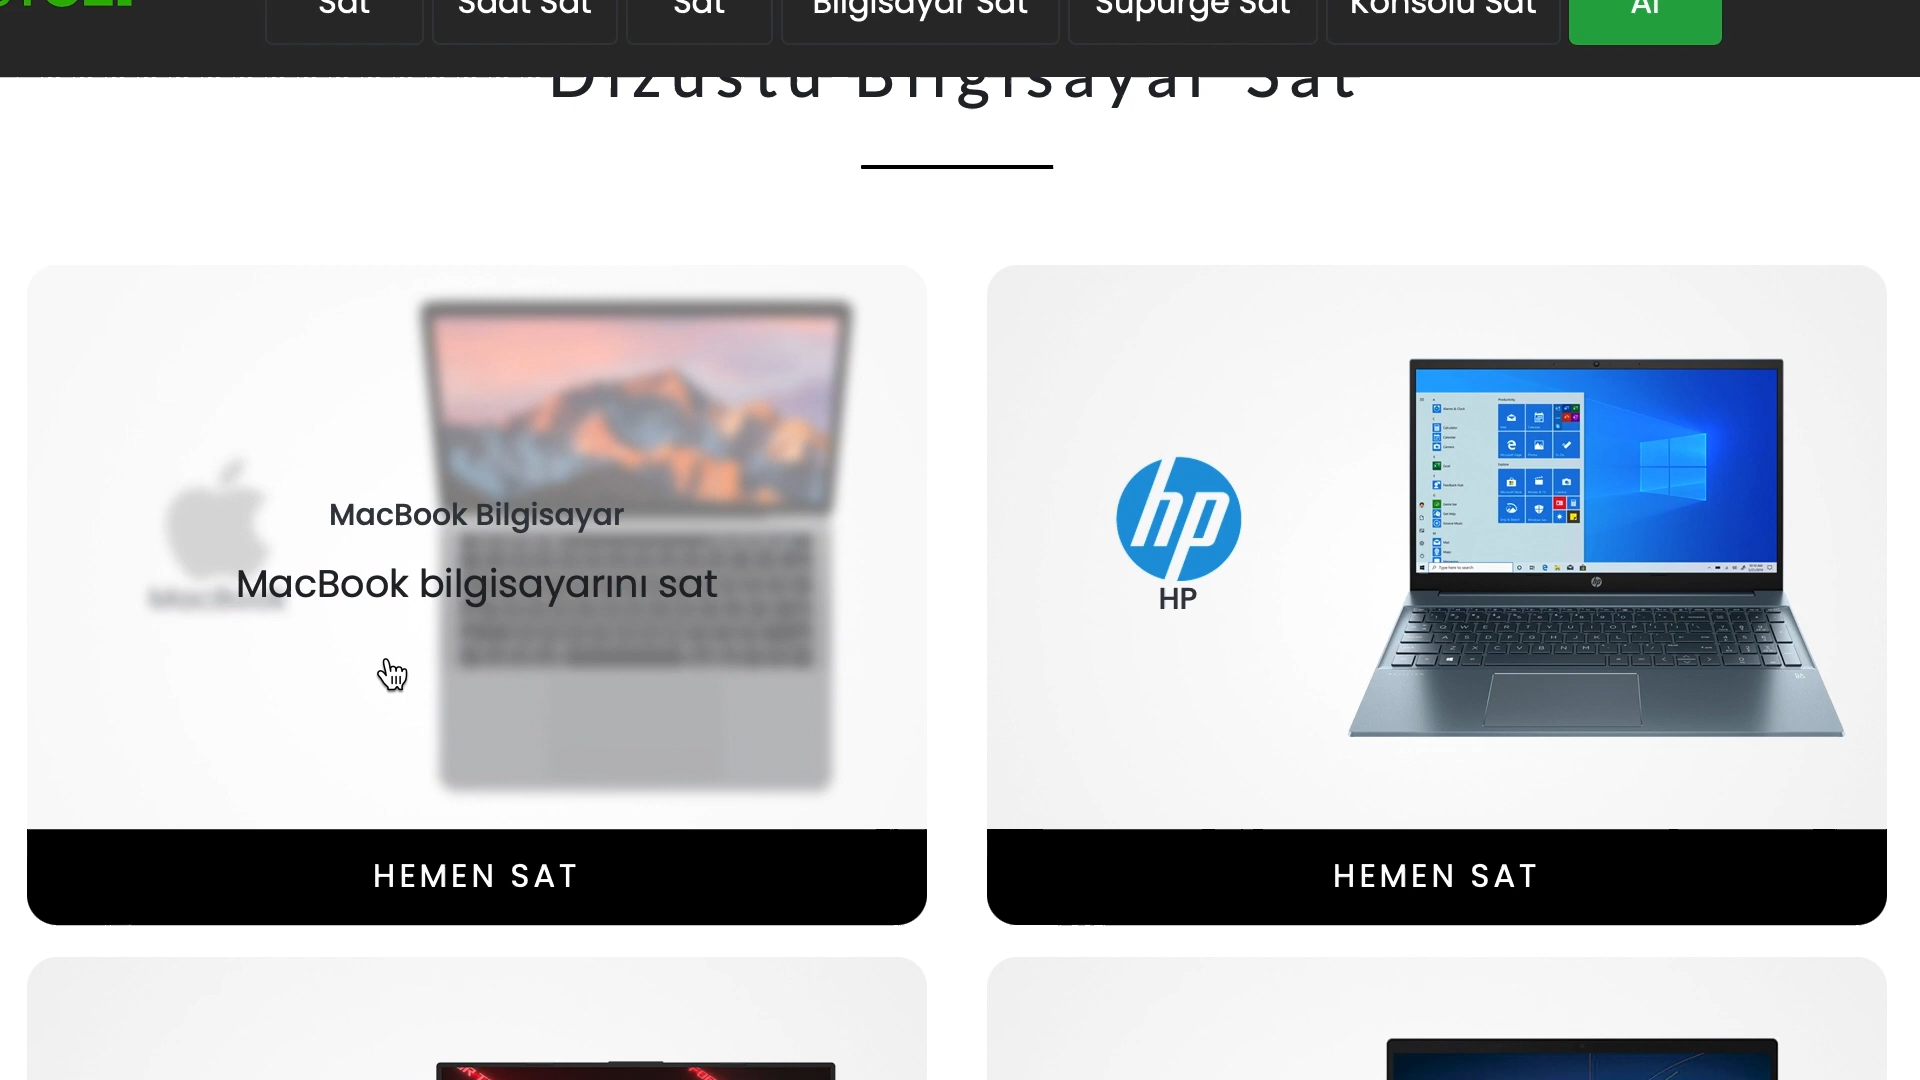 Sat
Saat Sat
Sat
Bilgisayar Sat
Süpürge Sat
Konsolu Sat
Al
Dizüstü Bilgisayar Sat
MacBook Bilgisayar
MacBook bilgisayarını sat
MacBook
hp
HP
HEMEN SAT
HEMEN SAT